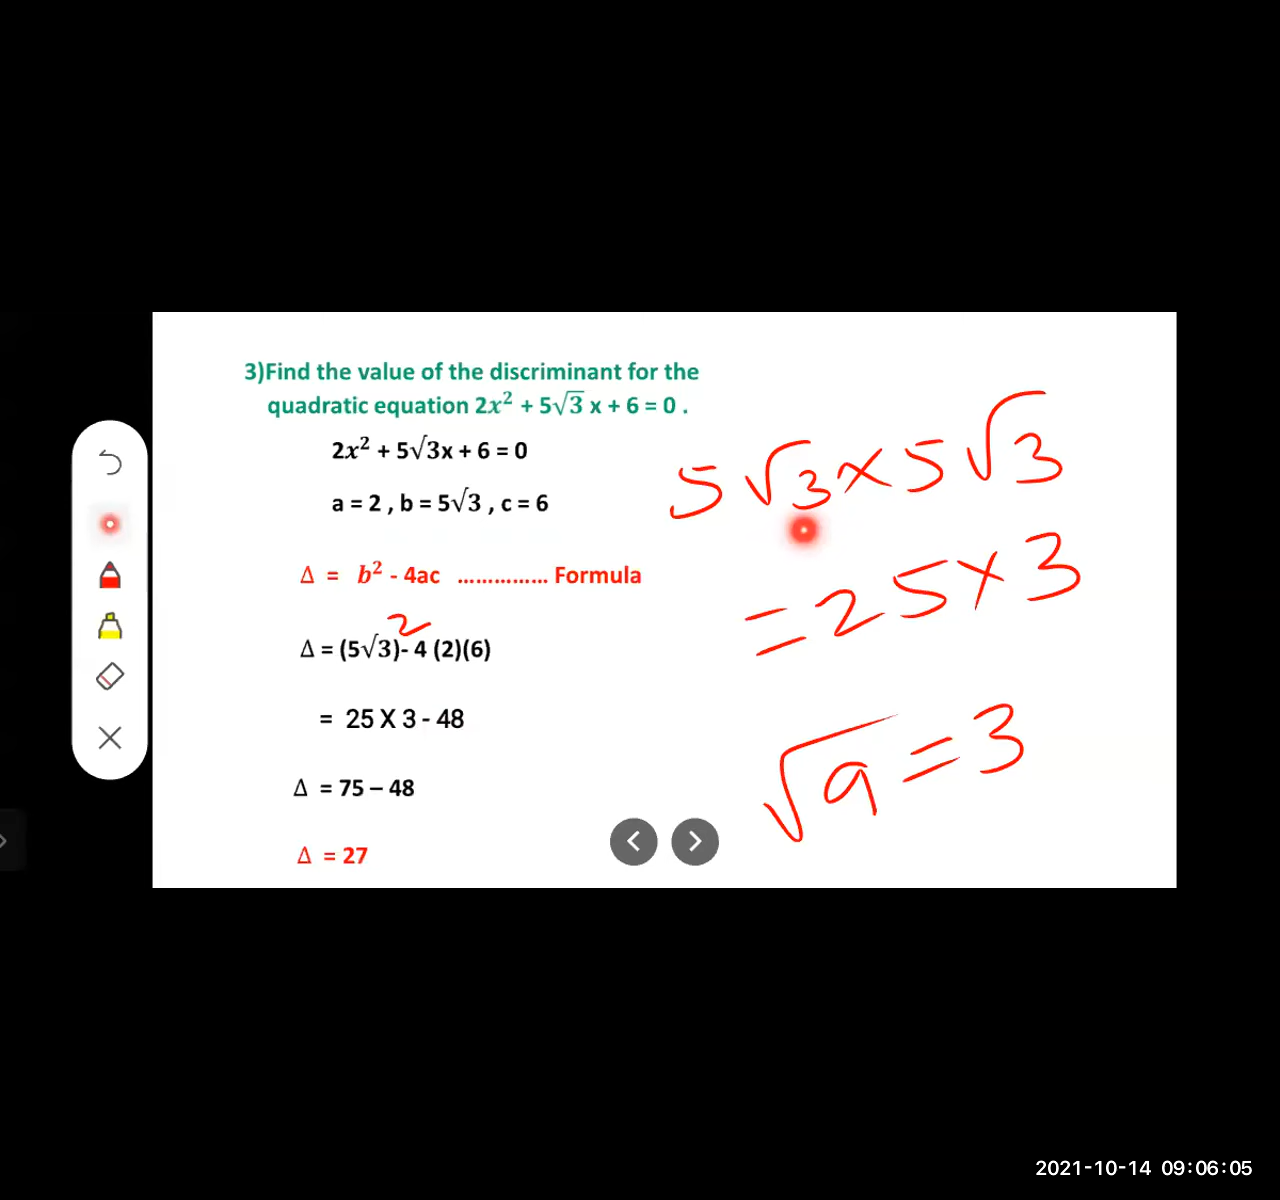 3)Find the value of the discriminant for the
quadratic equation 2x² + 5√3 x + 6 = 0 .
2x² + 5√3x + 6 = 0
a = 2 , b = 5√3 , c = 6
Δ = b² - 4ac ............... Formula
Δ = (5√3)²- 4 (2)(6)
= 25 X 3 - 48
Δ = 75 – 48
Δ = 27
5√3×5√3
=25×3
√9=3
2021-10-14 09:06:05